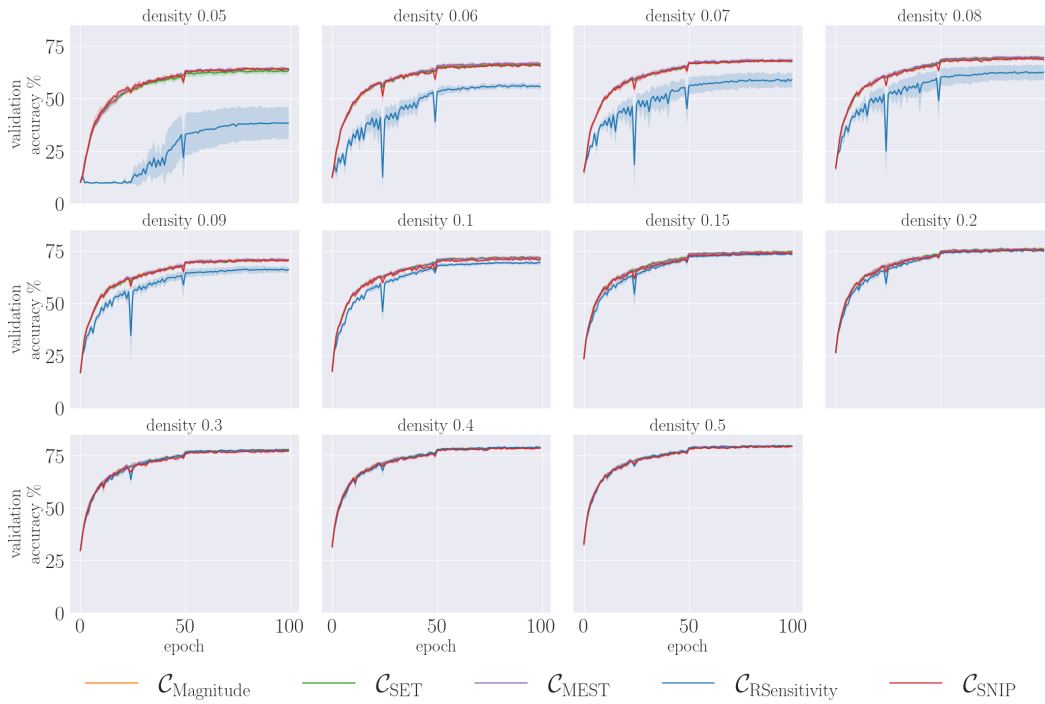 density 0.05
density 0.06
density 0.07
density 0.08
validation
accuracy %
75
50
25
0
density 0.09
density 0.1
density 0.15
density 0.2
validation
accuracy %
75
50
25
0
density 0.3
density 0.4
density 0.5
validation
accuracy %
75
50
25
0
0 50 100
epoch
0 50 100
epoch
0 50 100
epoch
𝒞Magnitude 𝒞SET 𝒞MEST 𝒞RSensitivity 𝒞SNIP